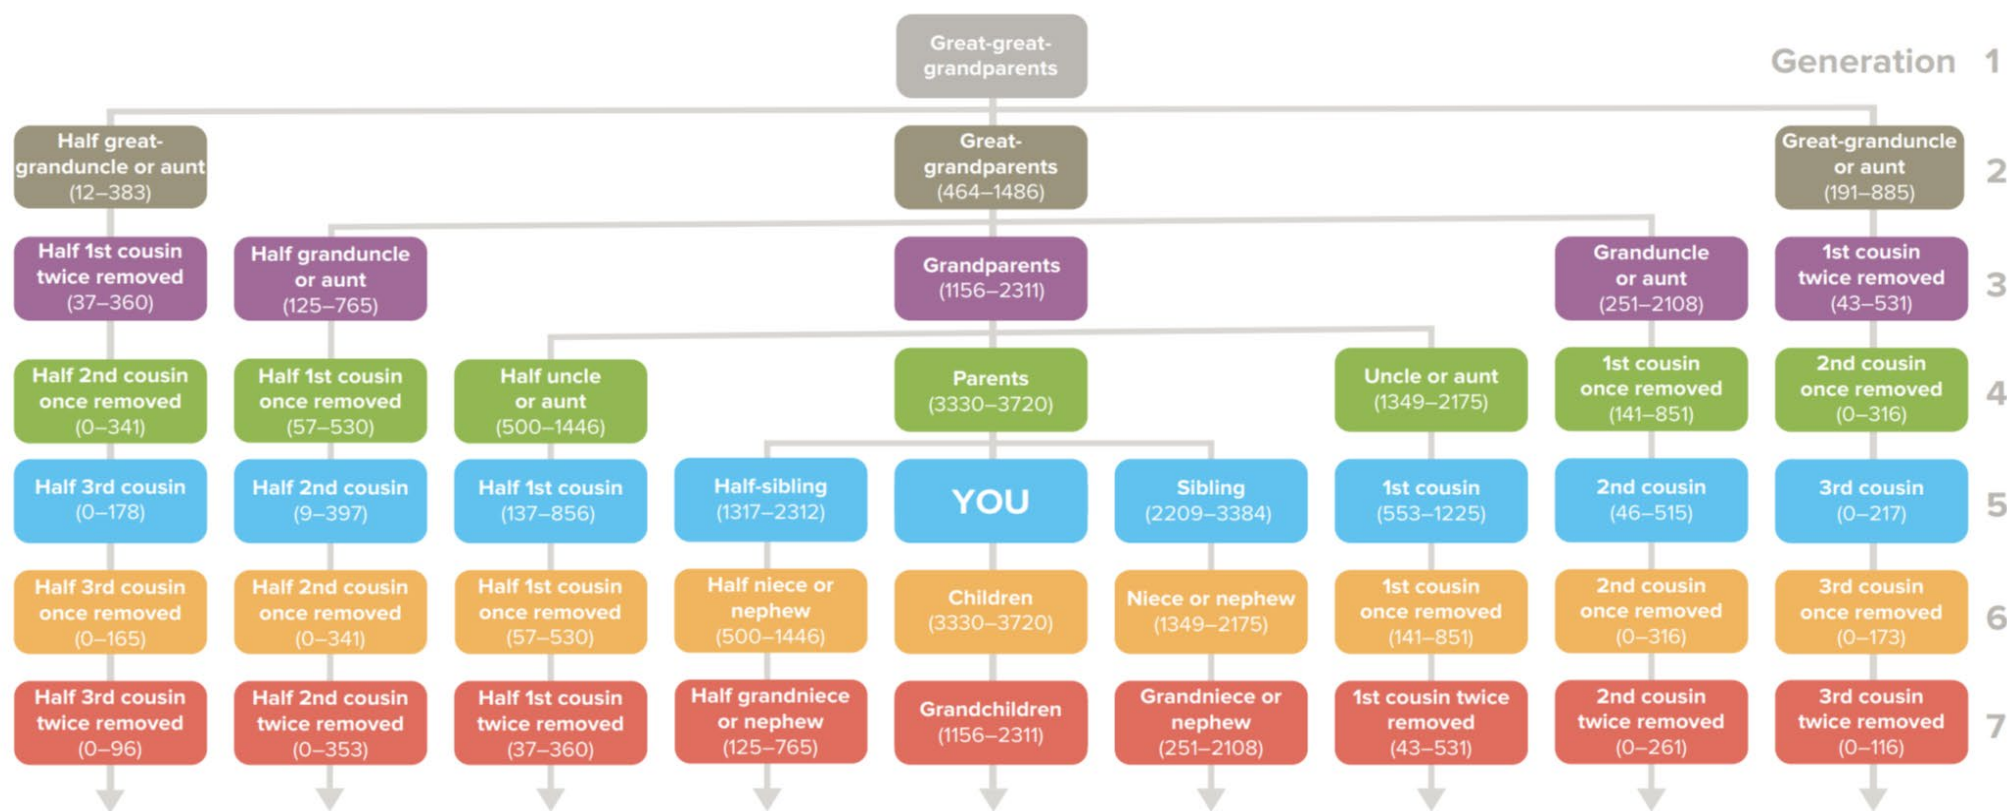 Great-great-
grandparents
Generation 1
Half great-
granduncle or aunt
(12–383)
Great-
grandparents
(464–1486)
Great-granduncle
or aunt
(191–885)
2
Half 1st cousin
twice removed
(37–360)
Half granduncle
or aunt
(125–765)
Grandparents
(1156–2311)
Granduncle
or aunt
(251–2108)
1st cousin
twice removed
(43–531)
3
Half 2nd cousin
once removed
(0–341)
Half 1st cousin
once removed
(57–530)
Half uncle
or aunt
(500–1446)
Parents
(3330–3720)
Uncle or aunt
(1349–2175)
1st cousin
once removed
(141–851)
2nd cousin
once removed
(0–316)
4
Half 3rd cousin
(0–178)
Half 2nd cousin
(9–397)
Half 1st cousin
(137–856)
Half-sibling
(1317–2312)
YOU
Sibling
(2209–3384)
1st cousin
(553–1225)
2nd cousin
(46–515)
3rd cousin
(0–217)
5
Half 3rd cousin
once removed
(0–165)
Half 2nd cousin
once removed
(0–341)
Half 1st cousin
once removed
(57–530)
Half niece or
nephew
(500–1446)
Children
(3330–3720)
Niece or nephew
(1349–2175)
1st cousin
once removed
(141–851)
2nd cousin
once removed
(0–316)
3rd cousin
once removed
(0–173)
6
Half 3rd cousin
twice removed
(0–96)
Half 2nd cousin
twice removed
(0–353)
Half 1st cousin
twice removed
(37–360)
Half grandniece
or nephew
(125–765)
Grandchildren
(1156–2311)
Grandniece or
nephew
(251–2108)
1st cousin twice
removed
(43–531)
2nd cousin
twice removed
(0–261)
3rd cousin
twice removed
(0–116)
7